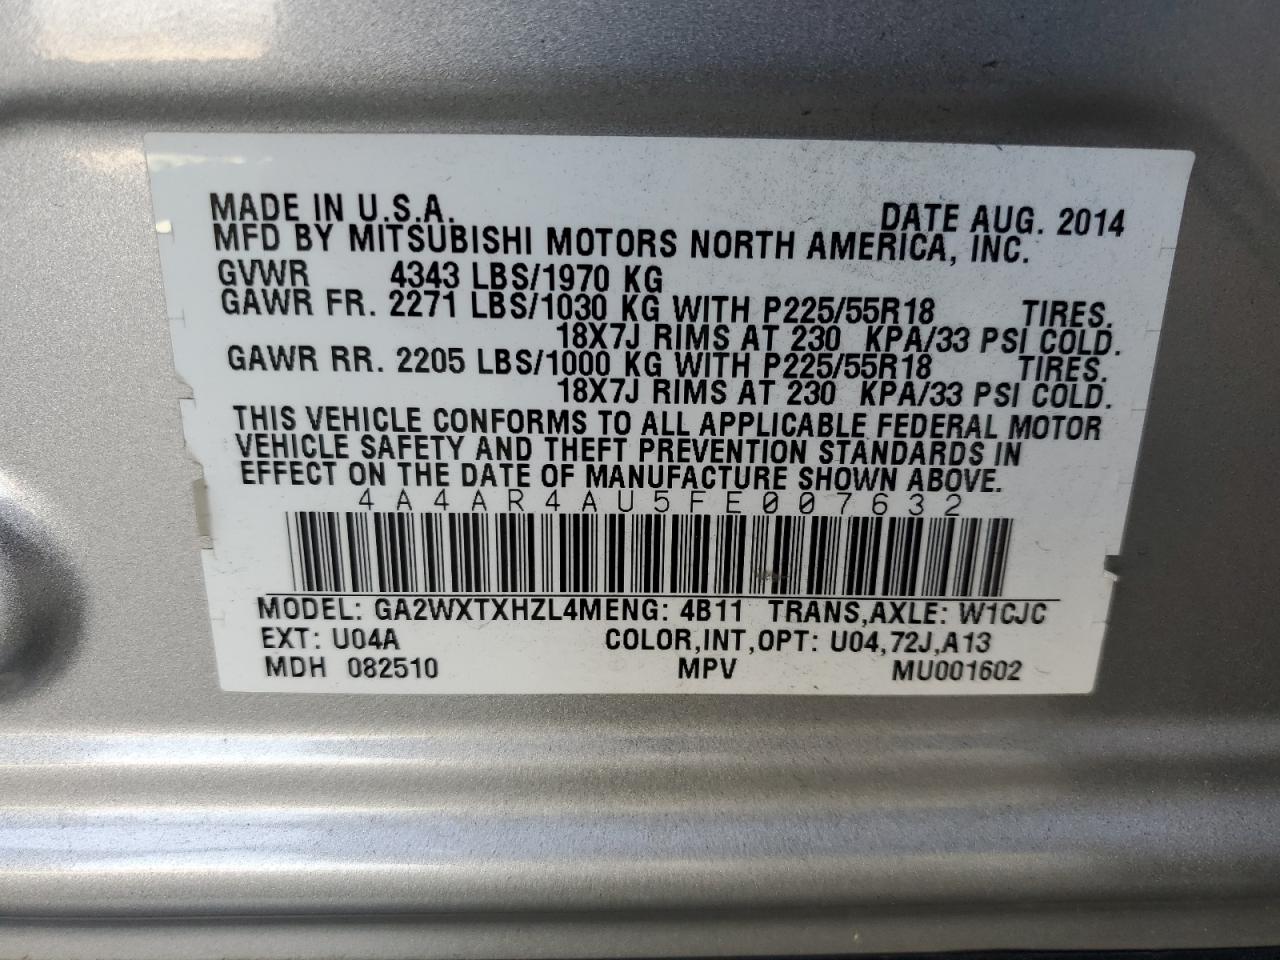 MADE IN U.S.A. DATE AUG. 2014
MFD BY MITSUBISHI MOTORS NORTH AMERICA, INC.
GVWR 4343 LBS/1970 KG
GAWR FR. 2271 LBS/1030 KG WITH P225/55R18 TIRES.
18X7J RIMS AT 230 KPA/33 PSI COLD.
GAWR RR. 2205 LBS/1000 KG WITH P225/55R18 TIRES.
18X7J RIMS AT 230 KPA/33 PSI COLD.
THIS VEHICLE CONFORMS TO ALL APPLICABLE FEDERAL MOTOR
VEHICLE SAFETY AND THEFT PREVENTION STANDARDS IN
EFFECT ON THE DATE OF MANUFACTURE SHOWN ABOVE.
4A4AR4AU5FE007632
MODEL: GA2WXTXHZL4MENG: 4B11 TRANS,AXLE: W1CJC
EXT: U04A COLOR,INT,OPT: U04,72J,A13
MDH 082510 MPV MU001602